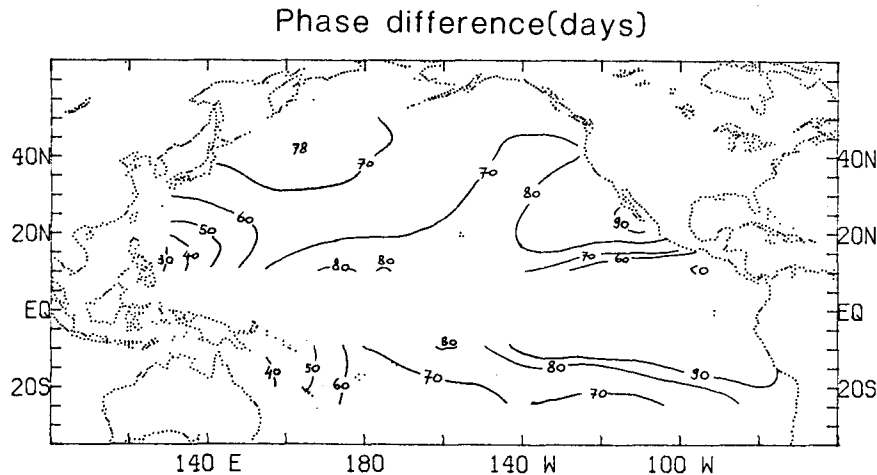 Phase difference(days)
78
40N 70 70 40N
80
60
50 90
20N 20N
30 40 70 60
80 80
EQ EQ
80
40 50 80 90
60 70
20S 70 20S
140 E 180 140 W 100 W